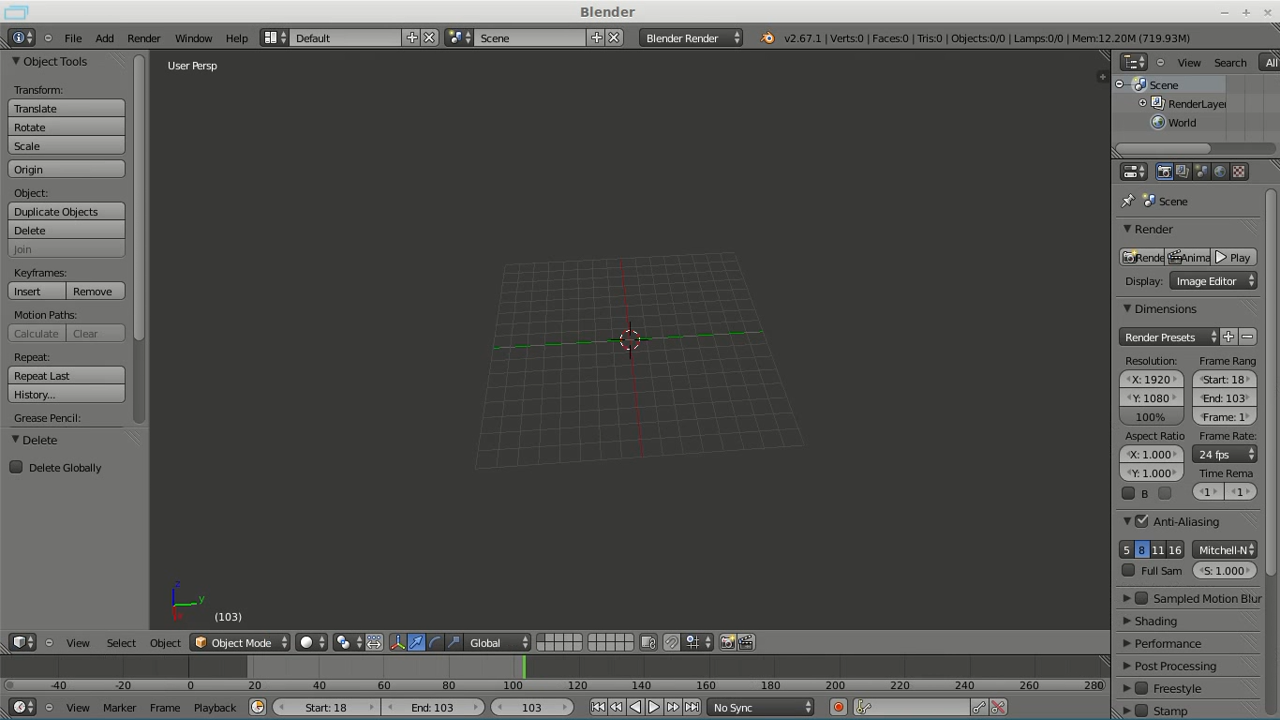 Blender
File Add Render Window Help Default Scene Blender Render v2.67.1 | Verts:0 | Faces:0 | Tris:0 | Objects:0/0 | Lamps:0/0 | Mem:12.20M (719.93M)
Object Tools
Transform:
Translate
Rotate
Scale
Origin
Object:
Duplicate Objects
Delete
Join
Keyframes:
Insert Remove
Motion Paths:
Calculate Clear
Repeat:
Repeat Last
History...
Grease Pencil:
Delete
Delete Globally
User Persp
z
y
(103)
View Search All
Scene
RenderLaye
World
Scene
Render
Rende Anima Play
Display: Image Editor
Dimensions
Render Presets
Resolution: Frame Rang
X: 1920 Start: 18
Y: 1080 End: 103
100% Frame: 1
Aspect Ratio Frame Rate:
X: 1.000 24 fps
Y: 1.000 Time Rema
B 1 1
Anti-Aliasing
5 8 11 16 Mitchell-N
Full Sam S: 1.000
Sampled Motion Blur
Shading
Performance
Post Processing
Freestyle
Stamp
View Select Object Object Mode Global
-40 -20 0 20 40 60 80 100 120 140 160 180 200 220 240 260 280
View Marker Frame Playback Start: 18 End: 103 103 No Sync